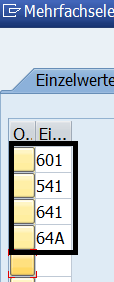 Mehrfachsele
Einzelwerte
O.. Ei...
601
541
641
64A